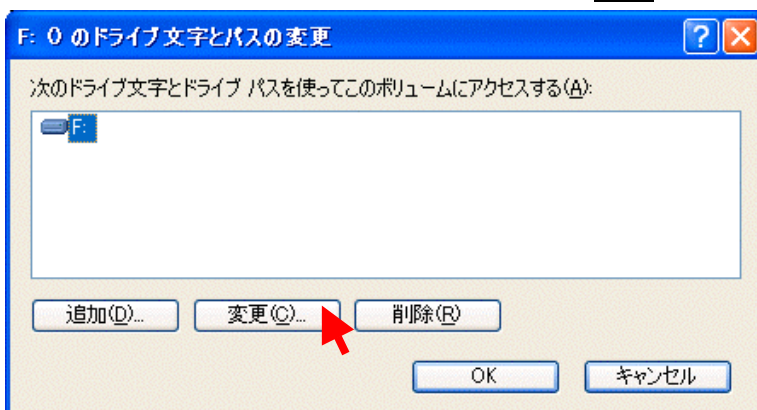 F: () のドライブ文字とパスの変更
次のドライブ文字とドライブ パスを使ってこのボリュームにアクセスする(A):
F:
追加(D)... 変更(C)... 削除(R)
OK キャンセル